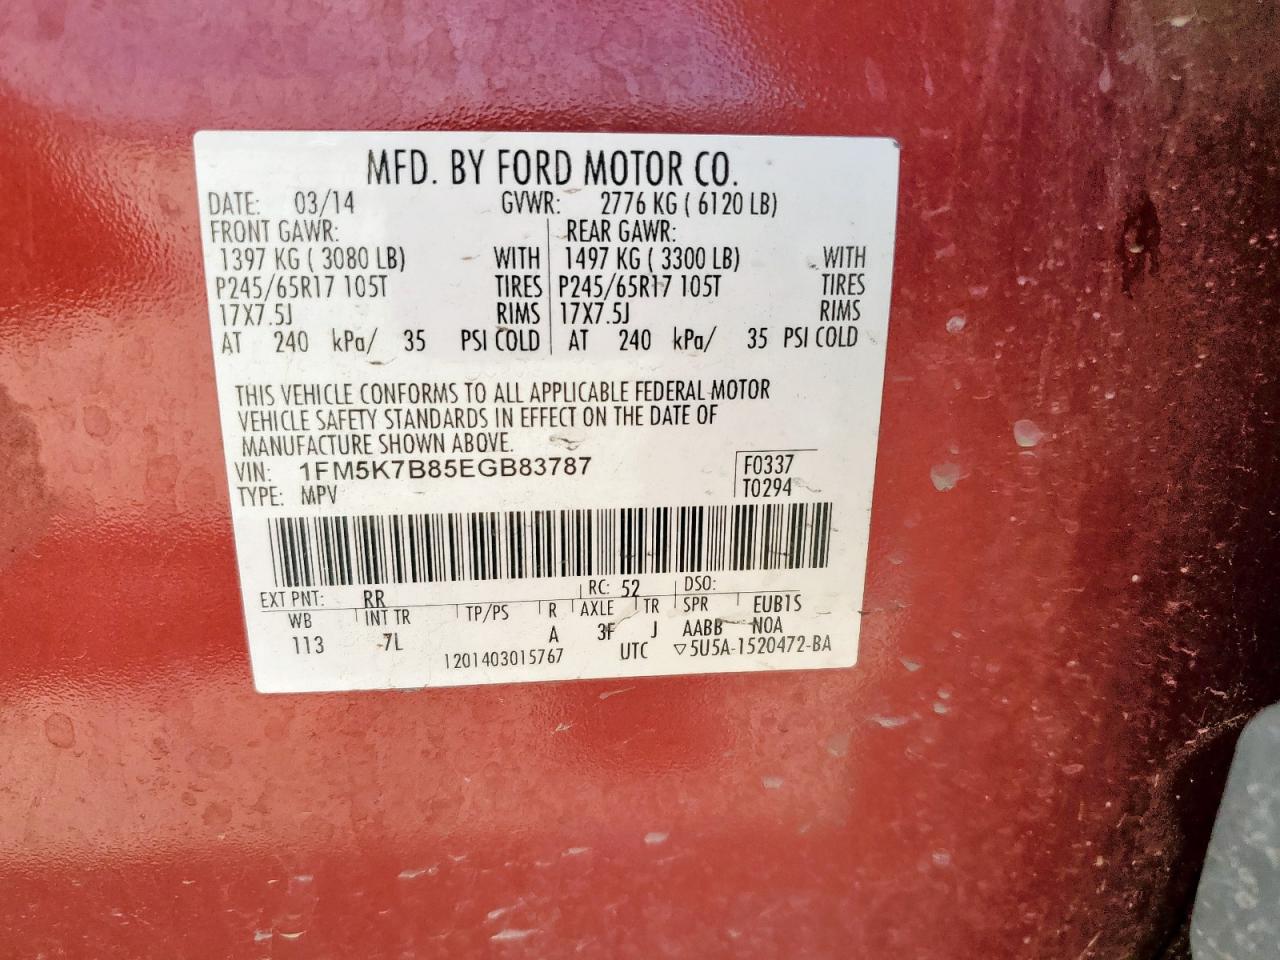 MFD. BY FORD MOTOR CO.
DATE: 03/14 GVWR: 2776 KG ( 6120 LB)
FRONT GAWR: REAR GAWR:
1397 KG ( 3080 LB) WITH 1497 KG ( 3300 LB) WITH
P245/65R17 105T TIRES P245/65R17 105T TIRES
17X7.5J RIMS 17X7.5J RIMS
AT 240 kPa/ 35 PSI COLD AT 240 kPa/ 35 PSI COLD
THIS VEHICLE CONFORMS TO ALL APPLICABLE FEDERAL MOTOR
VEHICLE SAFETY STANDARDS IN EFFECT ON THE DATE OF
MANUFACTURE SHOWN ABOVE.
VIN: 1FM5K7B85EGB83787 F0337
TYPE: MPV T0294
EXT PNT: RR RC: 52 DSO:
WB INT TR TP/PS R AXLE TR SPR EUB1S
113 7L A 3F J AABB NOA
1201403015767 UTC ▽5U5A-1520472-BA